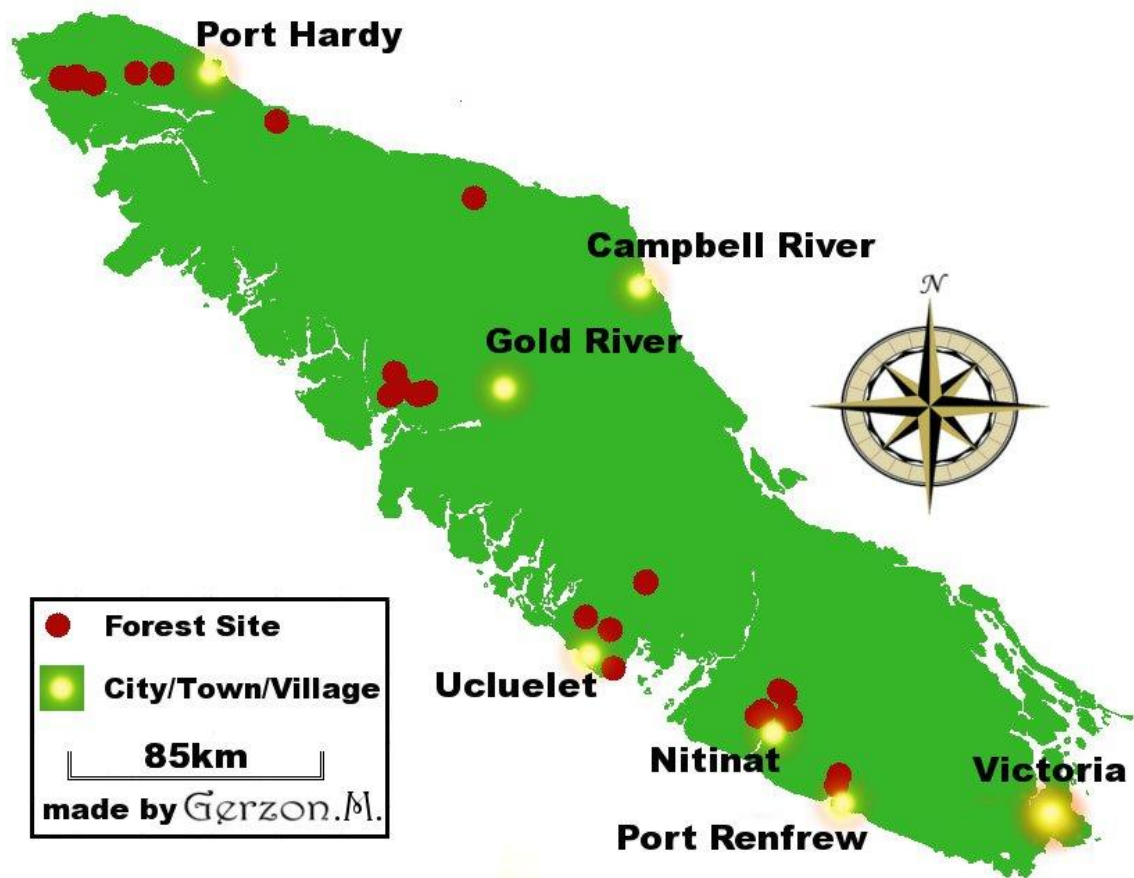 Port Hardy
Campbell River
N
Gold River
Forest Site
City/Town/Village
Ucluelet
85km
Nitinat
Victoria
made by Gerzon.M.
Port Renfrew